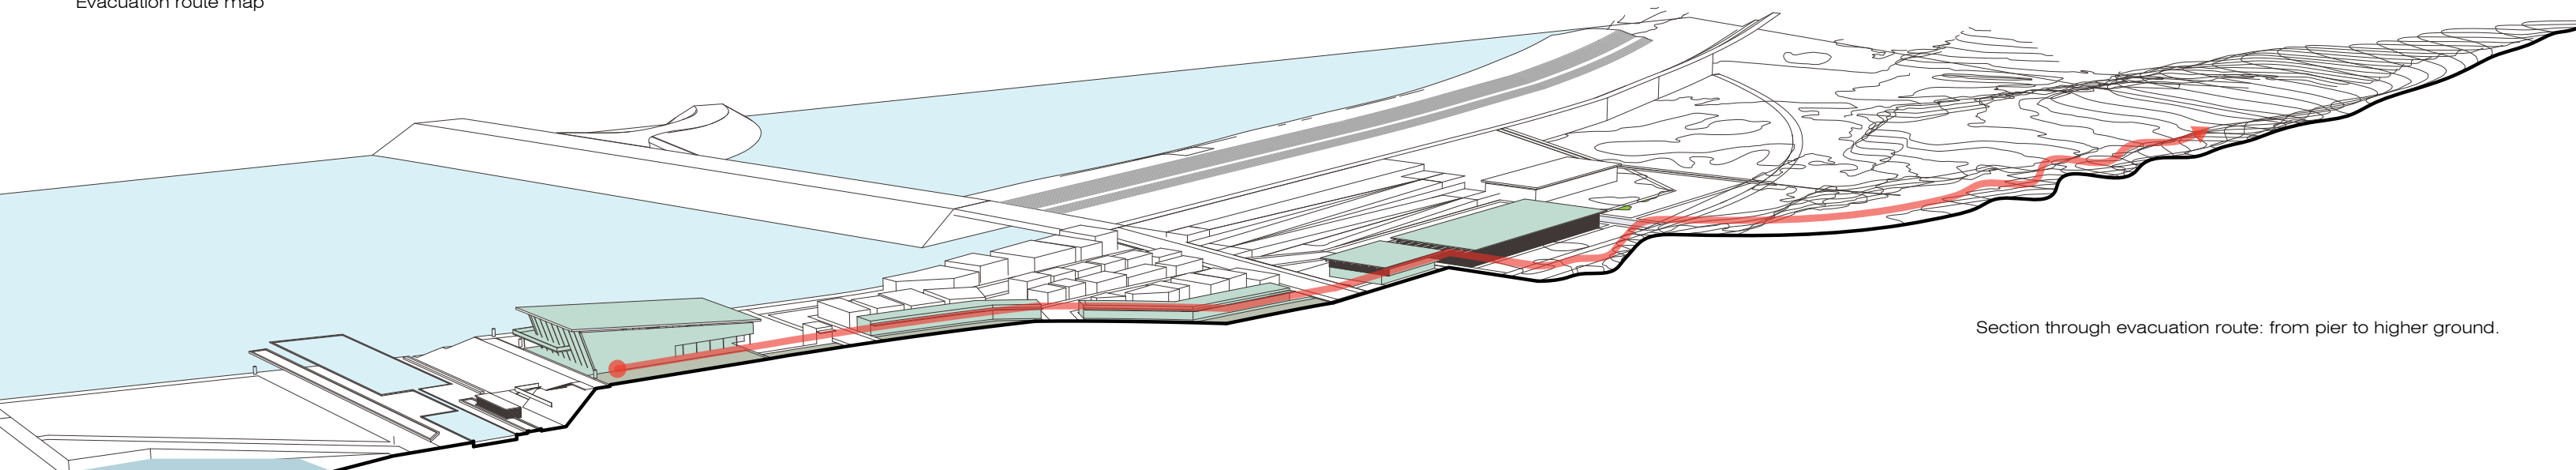 Evacuation route map
Section through evacuation route: from pier to higher ground.